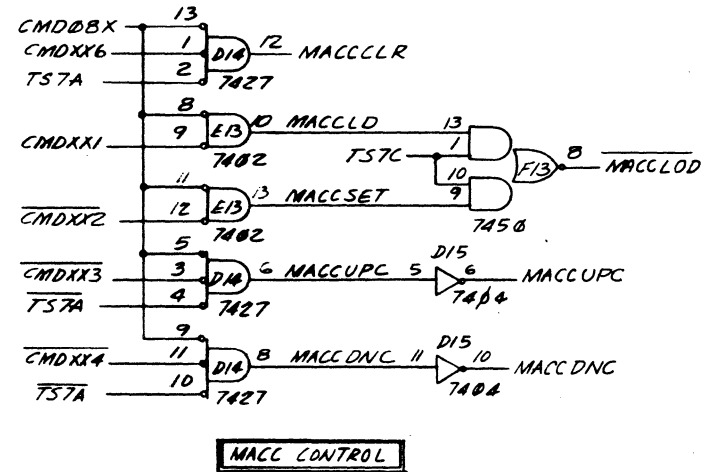 CMDØ8X
13
CMDXX6
1
D14
12
MACCCLR
TS7A
2
7427
8
CMDXX1
9
E13
10
MACCLD
13
7402
TS7C
1
10
9
F13
8
MACCLOD
7450
11
CMDXX2
12
E13
13
MACCSET
7402
5
CMDXX3
3
D14
6
MACCUPC
5
D15
6
MACCUPC
TS7A
4
7427
7404
9
CMDXX4
11
D14
8
MACCDNC
11
D15
10
MACCDNC
TS7A
10
7427
7404
MACC CONTROL